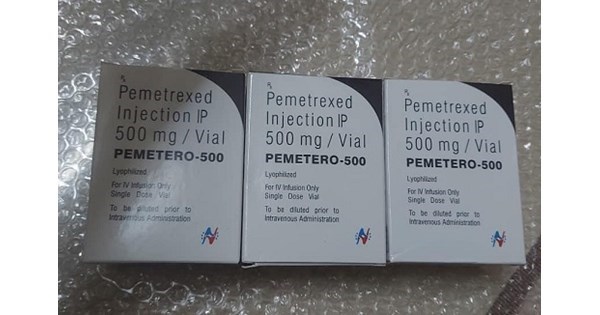 Pemetrexed
Injection IP
500 mg / Vial
PEMETERO-500
Lyophilized
For IV Infusion Only
Single Dose Vial
To be diluted prior to
Intravenous Administration
Pemetrexed
Injection IP
500 mg / Vial
PEMETERO-500
Lyophilized
For IV Infusion Only
Single Dose Vial
To be diluted prior to
Intravenous Administration
Pemetrexed
Injection IP
500 mg / Vial
PEMETERO-500
Lyophilized
For IV Infusion Only
Single Dose Vial
To be diluted prior to
Intravenous Administration